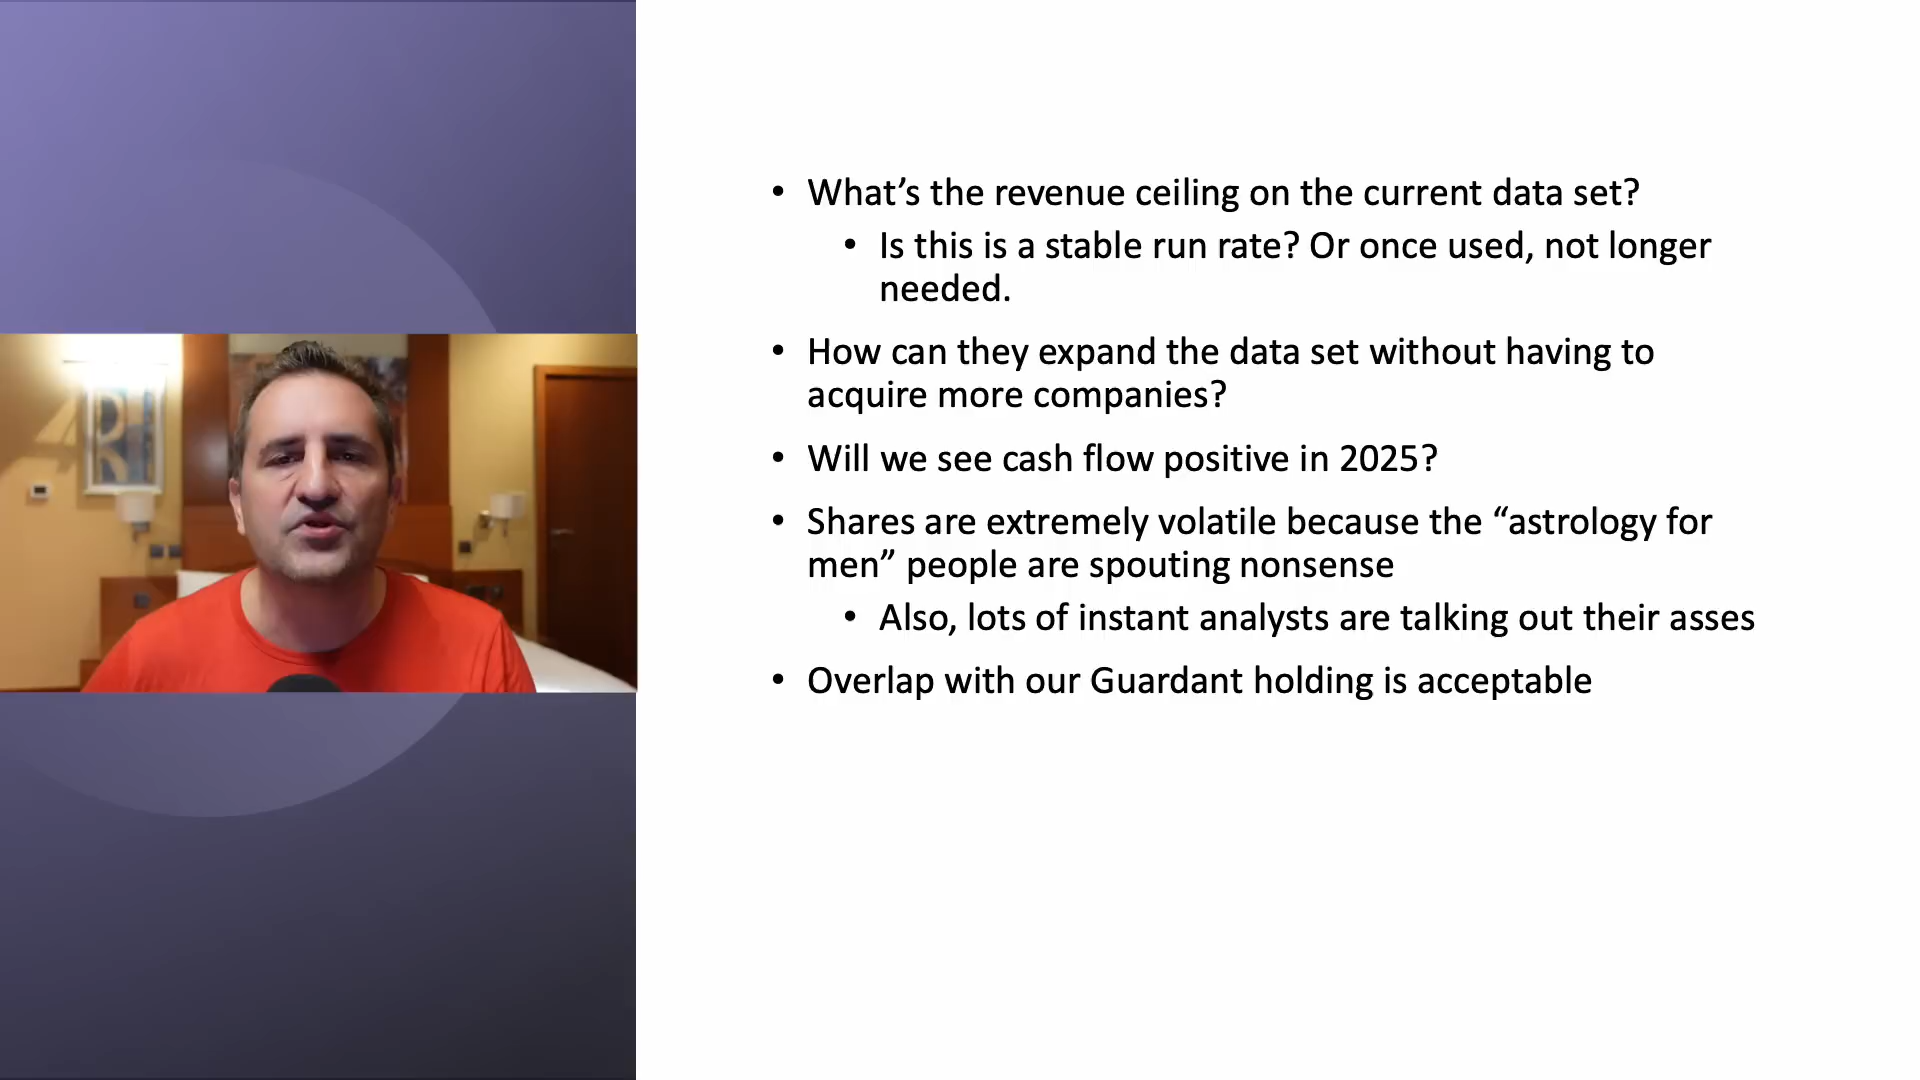 • What’s the revenue ceiling on the current data set?
• Is this is a stable run rate? Or once used, not longer
needed.
• How can they expand the data set without having to
acquire more companies?
• Will we see cash flow positive in 2025?
• Shares are extremely volatile because the “astrology for
men” people are spouting nonsense
• Also, lots of instant analysts are talking out their asses
• Overlap with our Guardant holding is acceptable